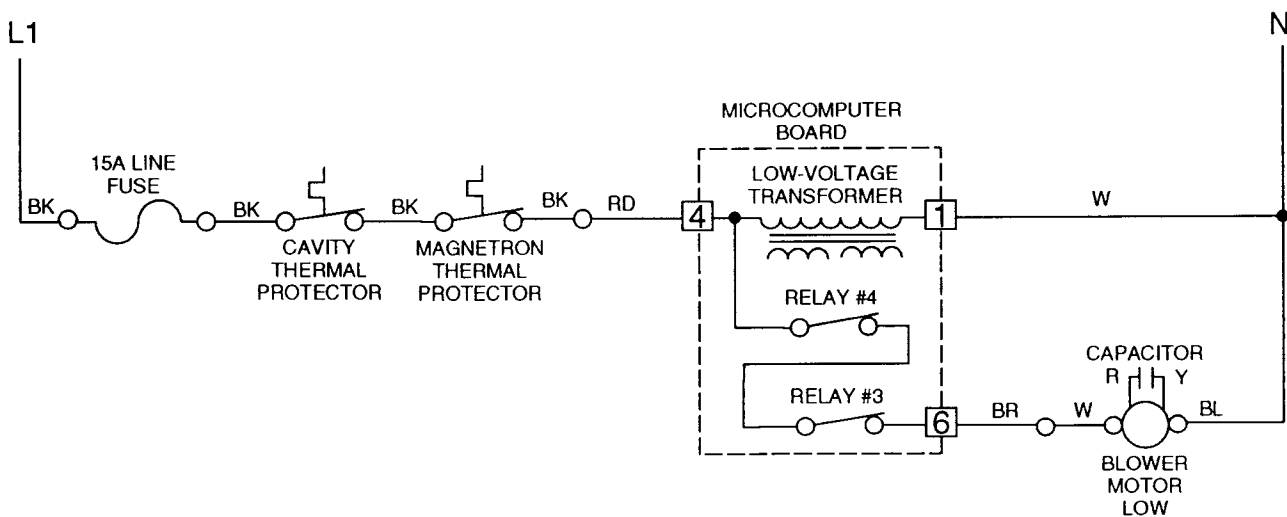 L1
N
MICROCOMPUTER
BOARD
15A LINE
FUSE
LOW-VOLTAGE
TRANSFORMER
BK
BK
BK
BK
RD
4
1
W
CAVITY
THERMAL
PROTECTOR
MAGNETRON
THERMAL
PROTECTOR
RELAY #4
CAPACITOR
R
Y
RELAY #3
6
BR
W
BL
BLOWER
MOTOR
LOW